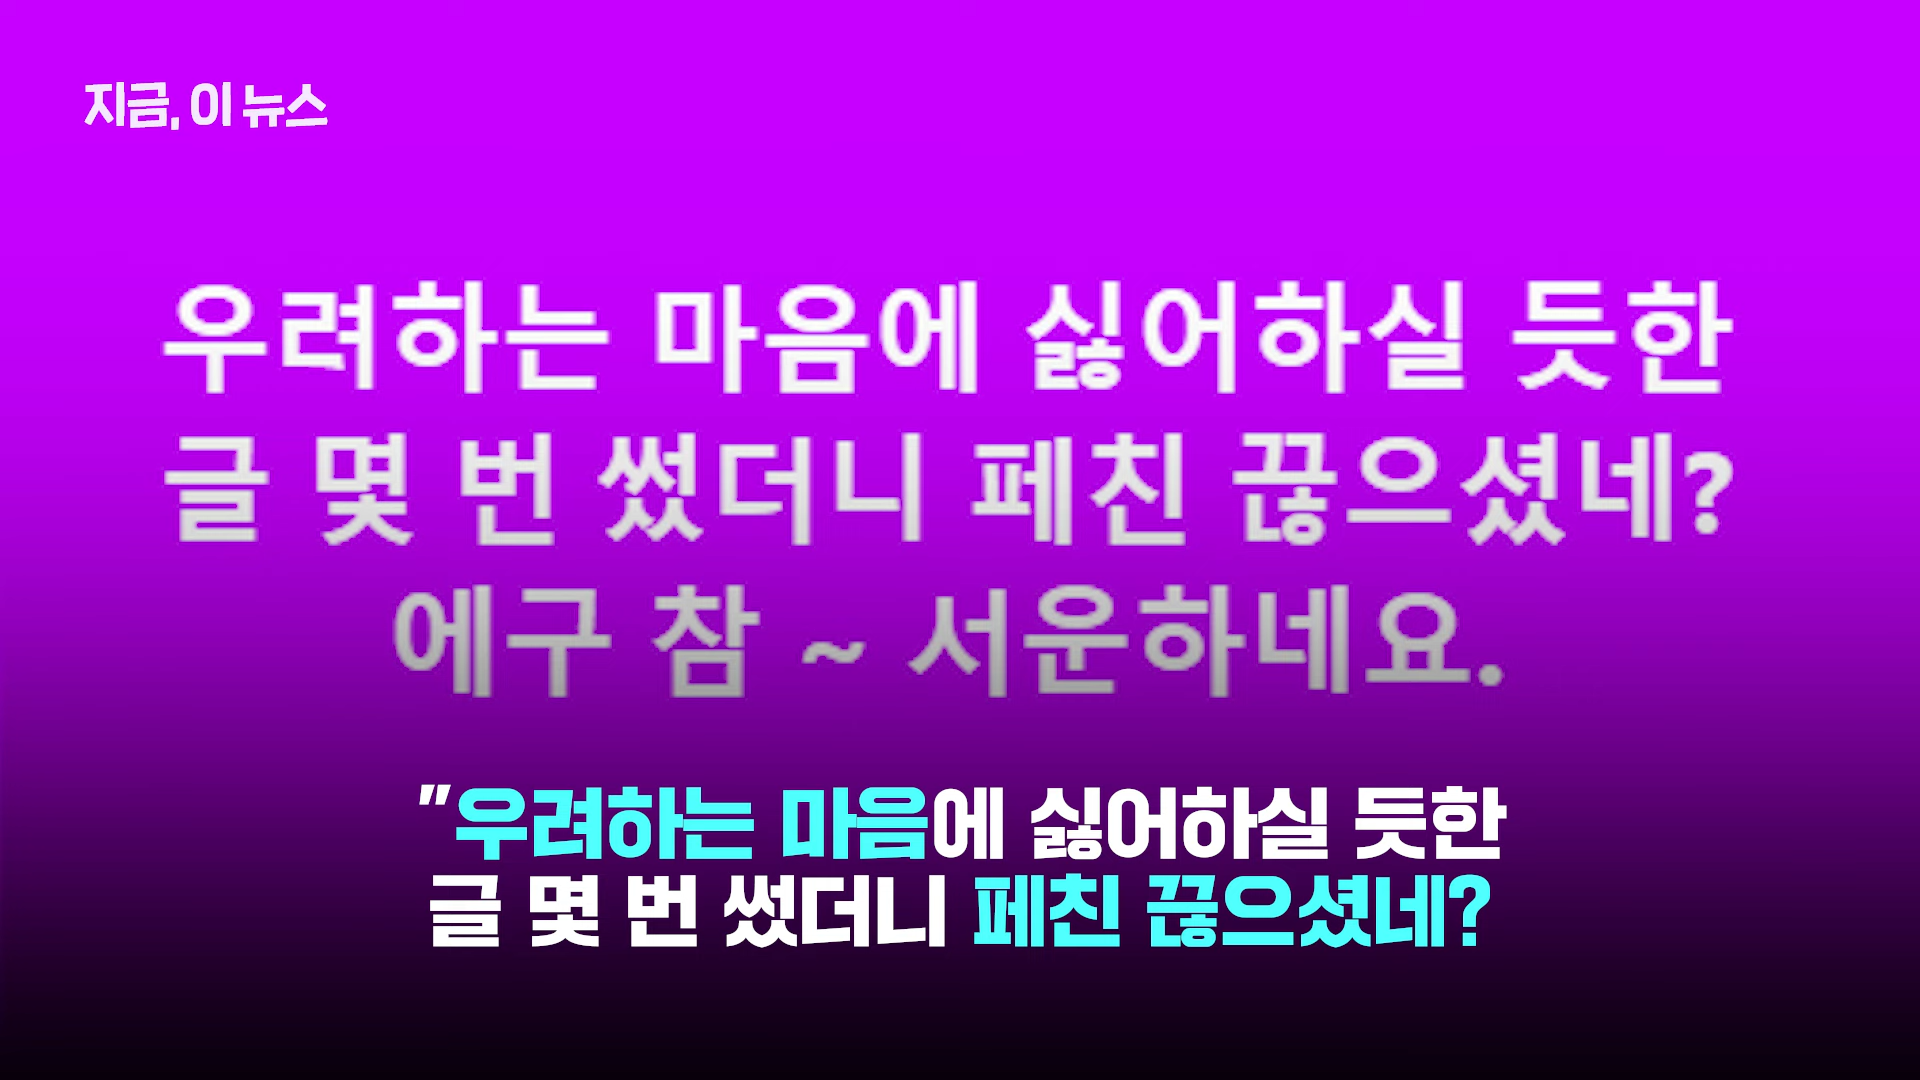 지금, 이 뉴스
우려하는 마음에 싫어하실 듯한
글 몇 번 썼더니 페친 끊으셨네?
에구 참 ~ 서운하네요.
"우려하는 마음에 싫어하실 듯한
글 몇 번 썼더니 페친 끊으셨네?